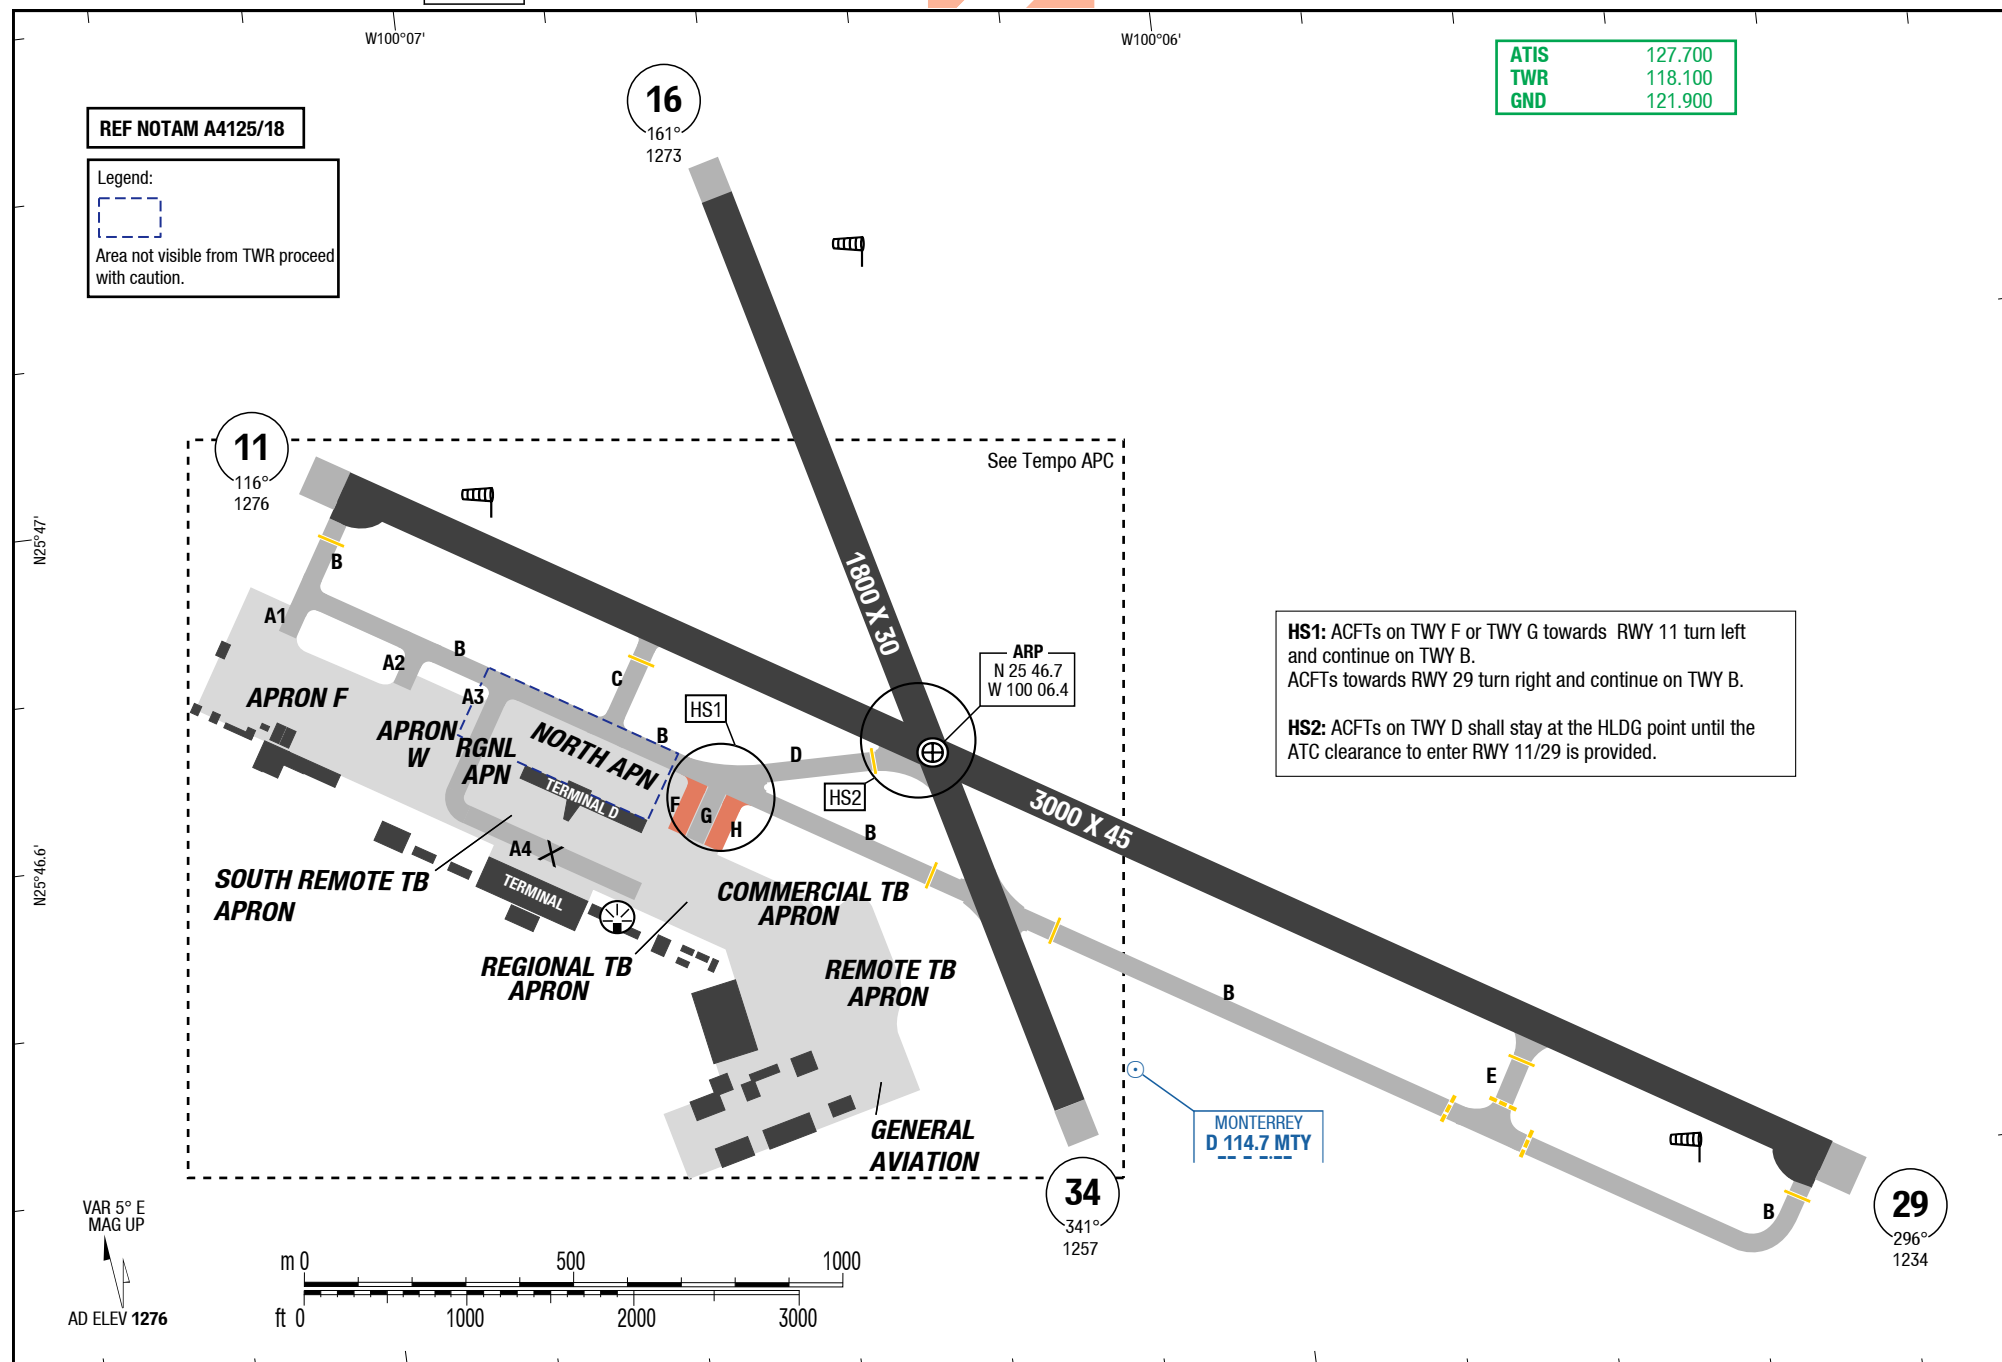 W100°07'
W100°06'
ATIS 127.700
TWR 118.100
GND 121.900
16
161°
1273
REF NOTAM A4125/18
Legend:
Area not visible from TWR proceed
with caution.
11
116°
1276
See Tempo APC
N25°47'
B
1800 X 30
A1
A2
B
A3
C
ARP
N 25 46.7
W 100 06.4
HS1: ACFTs on TWY F or TWY G towards RWY 11 turn left
and continue on TWY B.
ACFTs towards RWY 29 turn right and continue on TWY B.
HS2: ACFTs on TWY D shall stay at the HLDG point until the
ATC clearance to enter RWY 11/29 is provided.
APRON F
APRON
W
RGNL
APN
NORTH APN
HS1
B
D
HS2
TERMINAL D
F
G
H
B
3000 X 45
A4
X
TERMINAL
N25°46.6'
SOUTH REMOTE TB
APRON
COMMERCIAL TB
APRON
REGIONAL TB
APRON
REMOTE TB
APRON
B
E
MONTERREY
D 114.7 MTY
GENERAL
AVIATION
34
341°
1257
B
29
296°
1234
VAR 5° E
MAG UP
AD ELEV 1276
m 0 500 1000
ft 0 1000 2000 3000